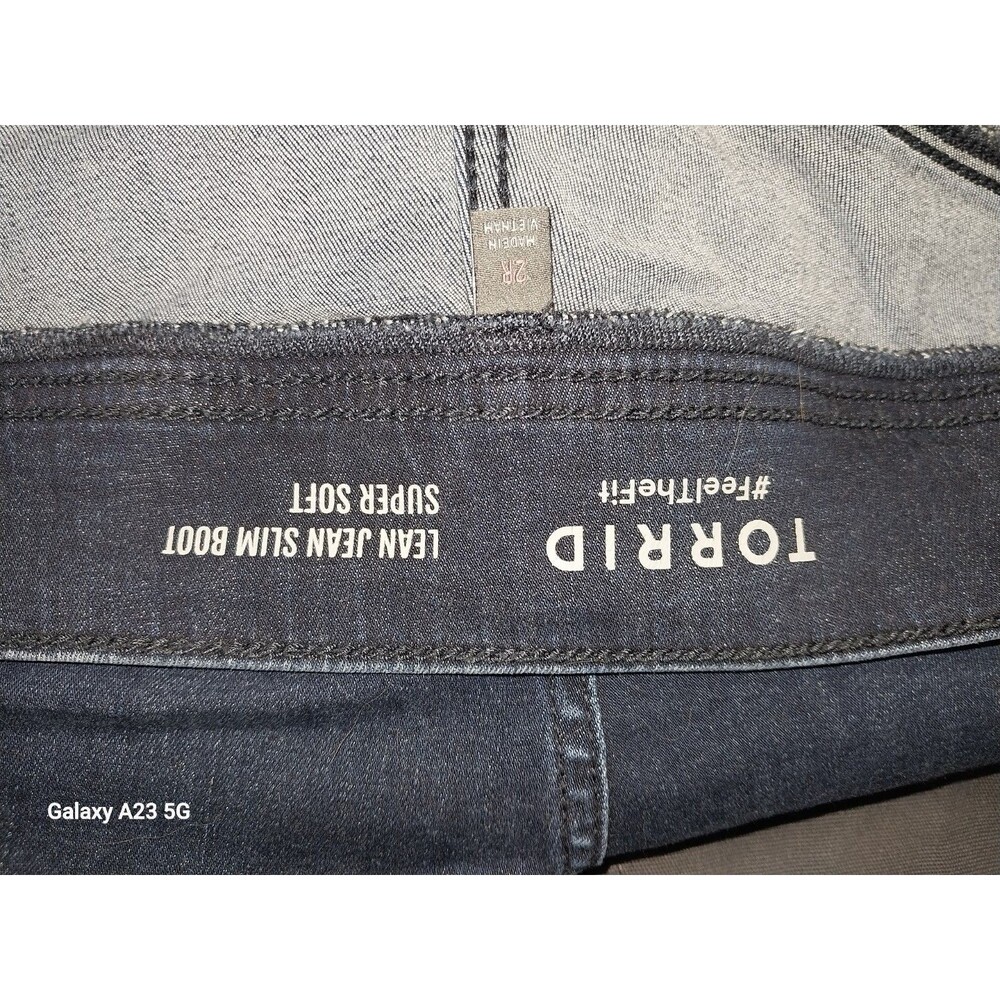 TORRID
#FeelTheFit
LEAN JEAN SLIM BOOT
SUPER SOFT
2R
MADE IN
VIETNAM
Galaxy A23 5G